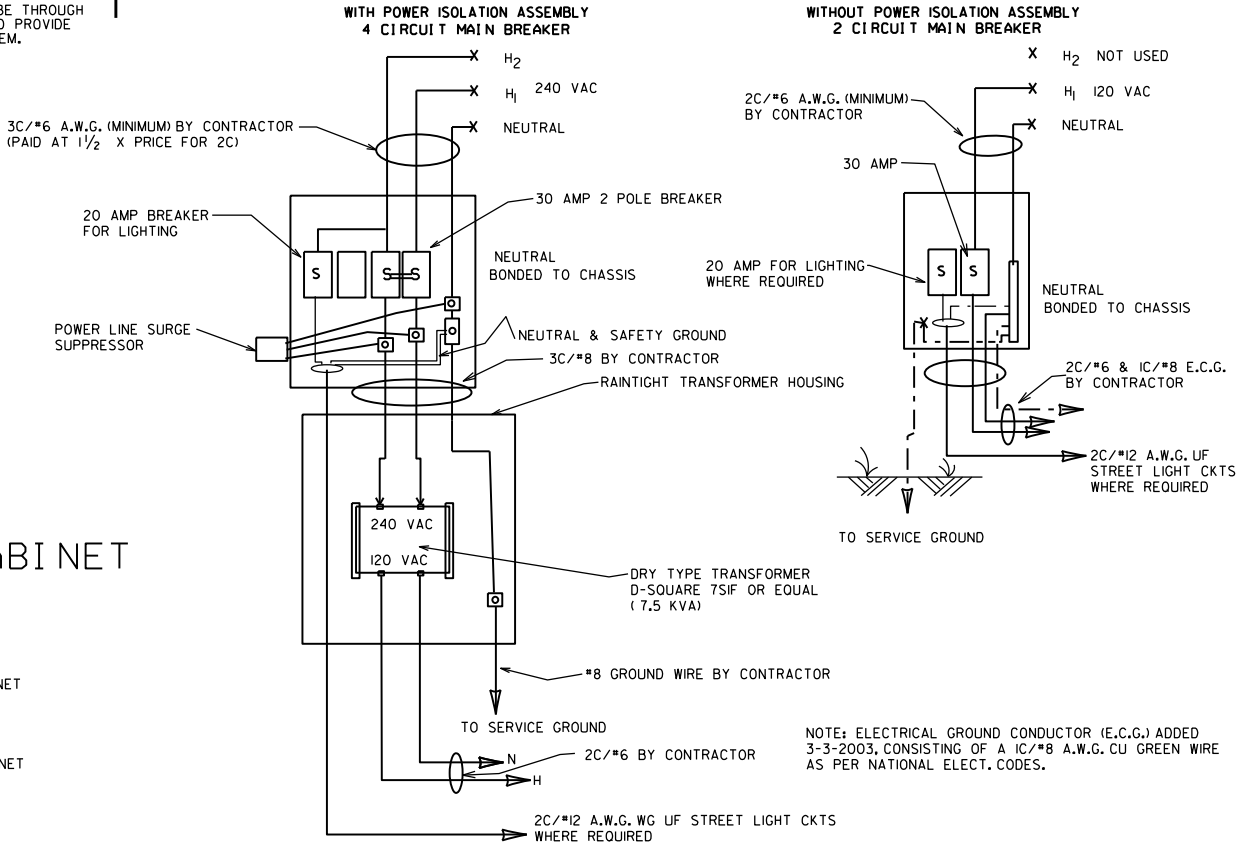 BE THROUGH
PROVIDE
EM.
WITH POWER ISOLATION ASSEMBLY
4 CIRCUIT MAIN BREAKER
H2
H1 240 VAC
NEUTRAL
3C/#6 A.W.G. (MINIMUM) BY CONTRACTOR
(PAID AT 1 1/2 X PRICE FOR 2C)
20 AMP BREAKER
FOR LIGHTING
30 AMP 2 POLE BREAKER
S
S
S
NEUTRAL
BONDED TO CHASSIS
POWER LINE SURGE
SUPPRESSOR
NEUTRAL & SAFETY GROUND
3C/#8 BY CONTRACTOR
RAINTIGHT TRANSFORMER HOUSING
240 VAC
120 VAC
DRY TYPE TRANSFORMER
D-SQUARE 7S1F OR EQUAL
(7.5 KVA)
#8 GROUND WIRE BY CONTRACTOR
TO SERVICE GROUND
2C/#6 BY CONTRACTOR
N
H
2C/#12 A.W.G. WG UF STREET LIGHT CKTS
WHERE REQUIRED
BINET
NET
NET
WITHOUT POWER ISOLATION ASSEMBLY
2 CIRCUIT MAIN BREAKER
H2 NOT USED
H1 120 VAC
NEUTRAL
2C/#6 A.W.G. (MINIMUM)
BY CONTRACTOR
30 AMP
S
S
20 AMP FOR LIGHTING
WHERE REQUIRED
NEUTRAL
BONDED TO CHASSIS
2C/#6 & 1C/#8 E.C.G.
BY CONTRACTOR
2C/#12 A.W.G. UF
STREET LIGHT CKTS
WHERE REQUIRED
TO SERVICE GROUND
NOTE: ELECTRICAL GROUND CONDUCTOR (E.C.G.) ADDED
3-3-2003, CONSISTING OF A 1C/#8 A.W.G. CU GREEN WIRE
AS PER NATIONAL ELECT. CODES.